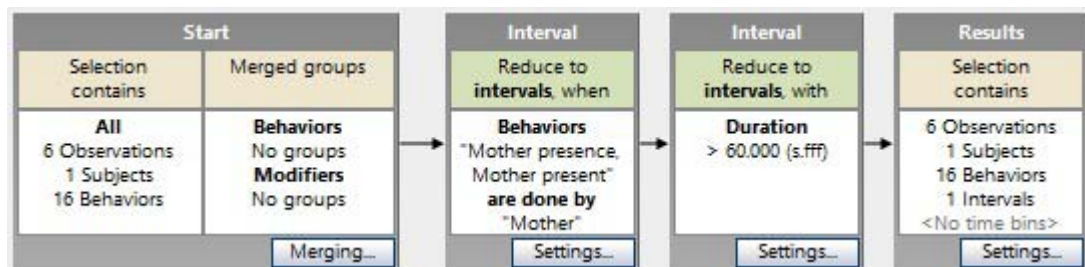 Start
Selection
contains
Merged groups
All
6 Observations
1 Subjects
16 Behaviors
Behaviors
No groups
Modifiers
No groups
Merging...
Interval
Reduce to
intervals, when
Behaviors
"Mother presence,
Mother present"
are done by
"Mother"
Settings...
Interval
Reduce to
intervals, with
Duration
> 60.000 (s.fff)
Settings...
Results
Selection
contains
6 Observations
1 Subjects
16 Behaviors
1 Intervals
<No time bins>
Settings...